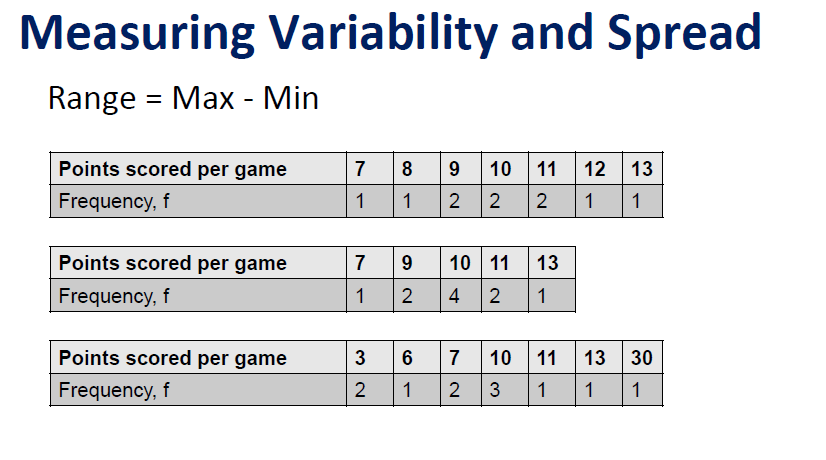 Measuring Variability and Spread
Range = Max - Min
Points scored per game 7 8 9 10 11 12 13
Frequency, f 1 1 2 2 2 1 1
Points scored per game 7 9 10 11 13
Frequency, f 1 2 4 2 1
Points scored per game 3 6 7 10 11 13 30
Frequency, f 2 1 2 3 1 1 1